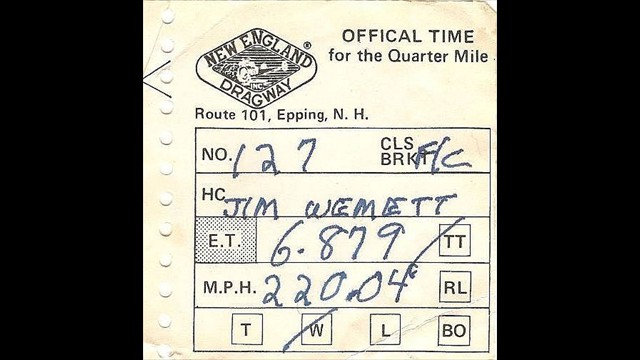 OFFICAL TIME
for the Quarter Mile
NEW ENGLAND ®
DRAGWAY
INC.
Route 101, Epping, N. H.
NO. 127 CLS BRKT F/C
HC JIM WEMETT
E.T. 6.879 TT
M.P.H. 220.04 RL
T W L BO